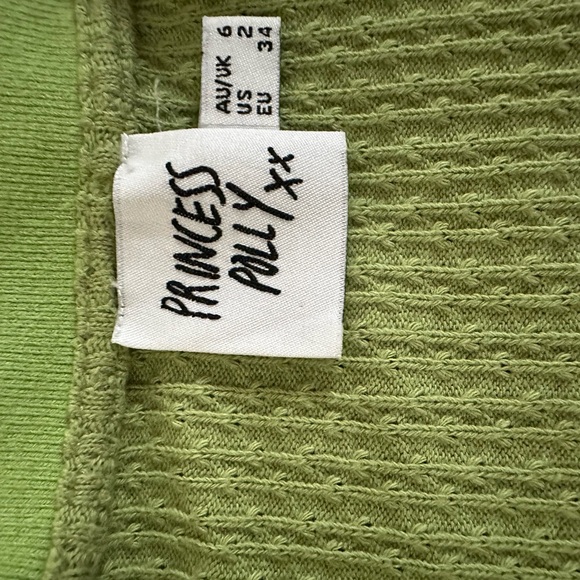 AU/UK 6
US 2
EU 34
PRINCESS
POLLY
xx